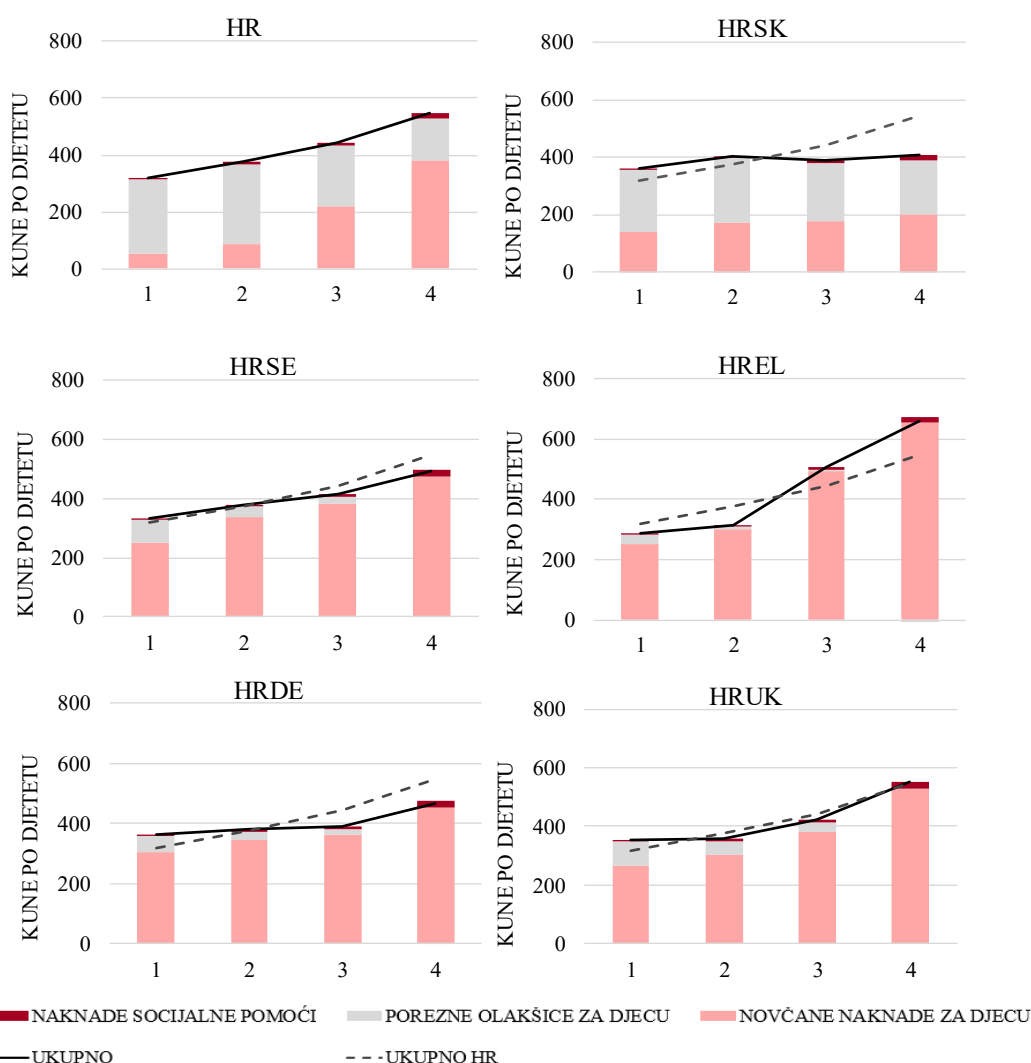 HR
KUNE PO DJETETU
800
600
400
200
0
1 2 3 4
HRSK
KUNE PO DJETETU
800
600
400
200
0
1 2 3 4
HRSE
KUNE PO DJETETU
800
600
400
200
0
1 2 3 4
HREL
KUNE PO DJETETU
800
600
400
200
0
1 2 3 4
HRDE
KUNE PO DJETETU
800
600
400
200
0
1 2 3 4
HRUK
KUNE PO DJETETU
800
600
400
200
0
1 2 3 4
NAKNADE SOCIJALNE POMOĆI POREZNE OLAKŠICE ZA DJECU NOVČANE NAKNADE ZA DJECU
UKUPNO UKUPNO HR